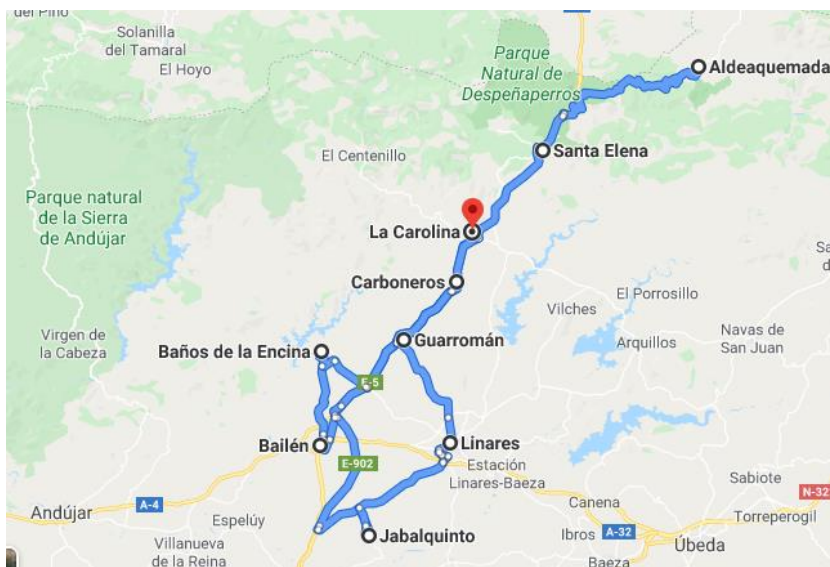 del Pino
Solanilla
del Tamaral
El Hoyo
Parque
Natural de
Despeñaperros
Aldeaquemada
Santa Elena
El Centenillo
Parque natural
de la Sierra
de Andújar
La Carolina
Carboneros
El Porrosillo
Vilches
Virgen de
la Cabeza
Baños de la Encina
Guarromán
Arquillos
Navas de
San Juan
E-5
Bailén
Linares
E-902
Estación
Linares-Baeza
Sabiote
A-4
Andújar
Espelúy
Canena
N-32
Torreperogil
Villanueva
de la Reina
Jabalquinto
Ibros
A-32
Úbeda
Baeza